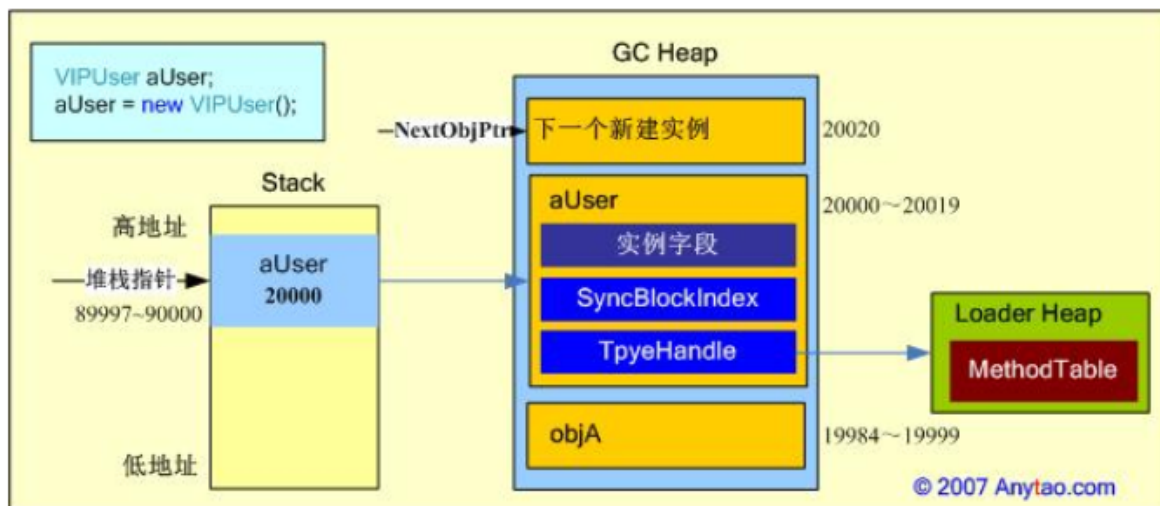 VIPUser aUser;
aUser = new VIPUser();
GC Heap
NextObjPtr
下一个新建实例
20020
Stack
aUser
20000～20019
高地址
实例字段
堆栈指针
aUser
20000
89997~90000
SyncBlockIndex
TpyeHandle
Loader Heap
MethodTable
objA
19984～19999
低地址
© 2007 Anytao.com